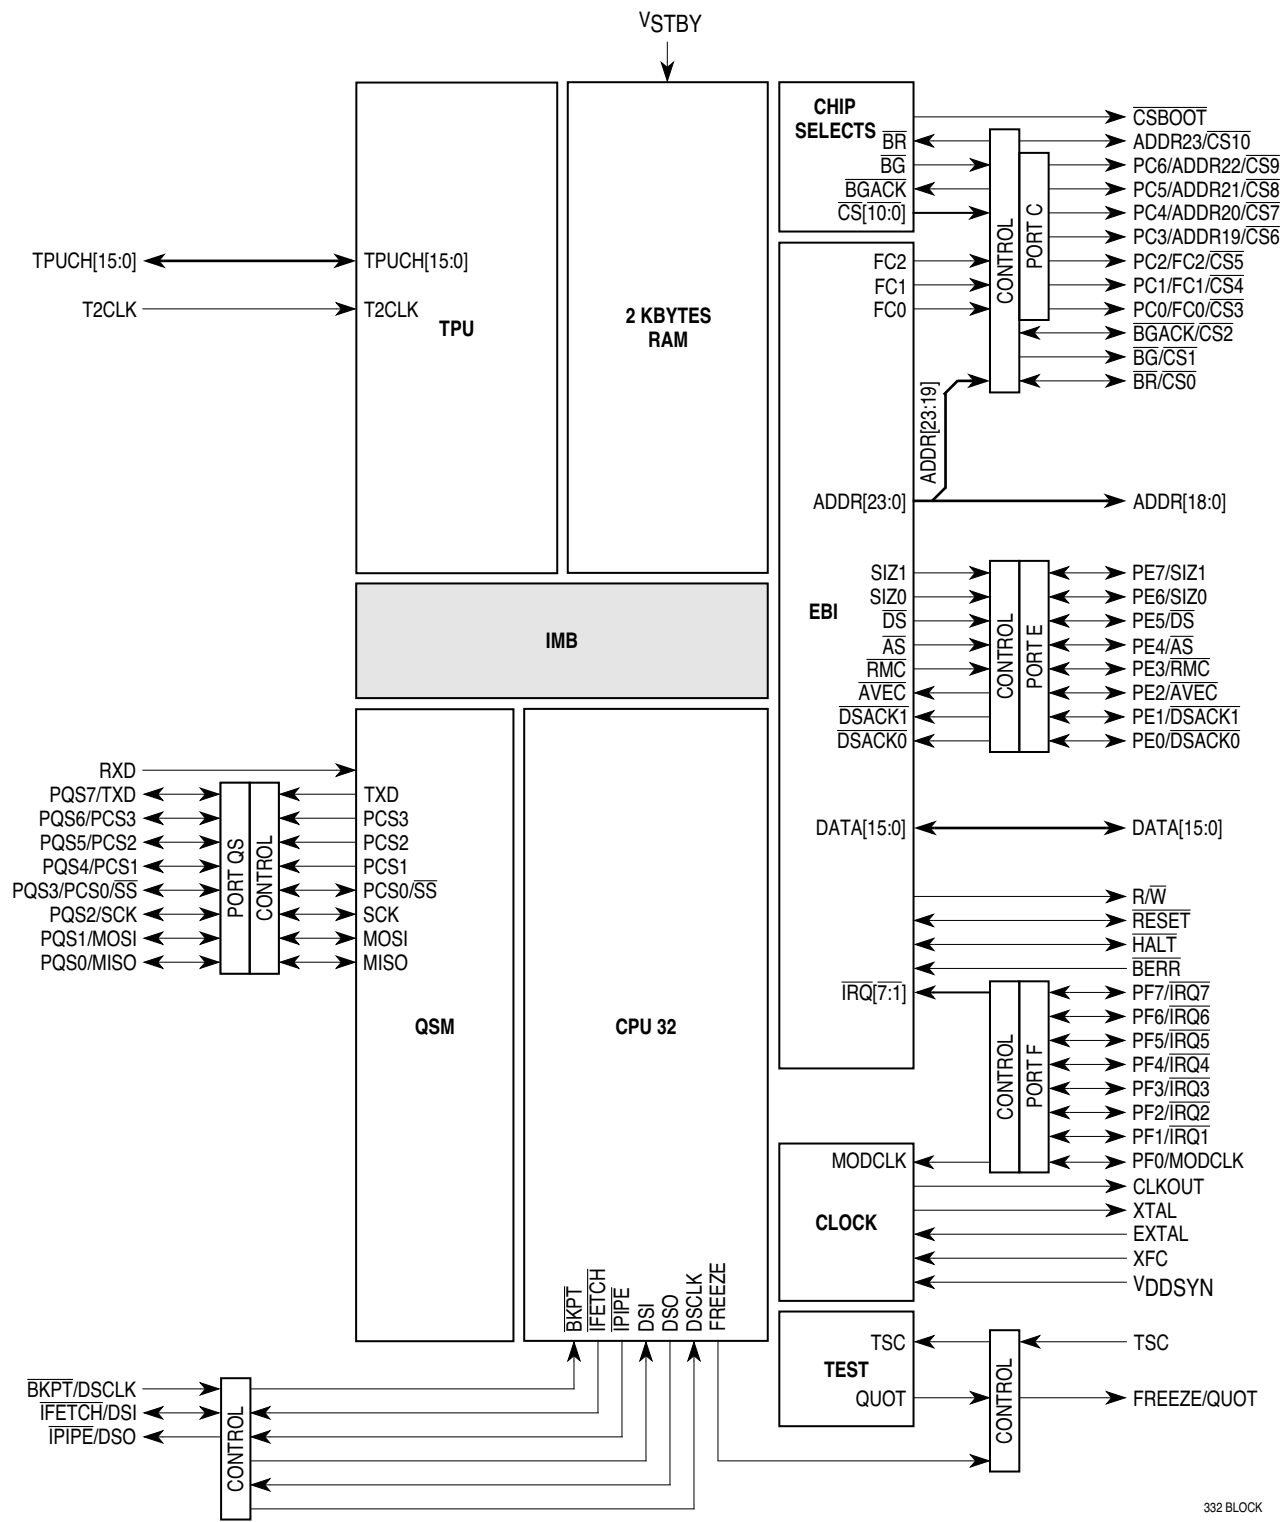 VSTBY
CHIP
SELECTS
BR
BG
BGACK
CS[10:0]
CSBOOT
ADDR23/CS10
PC6/ADDR22/CS9
PC5/ADDR21/CS8
PC4/ADDR20/CS7
PC3/ADDR19/CS6
PC2/FC2/CS5
PC1/FC1/CS4
PC0/FC0/CS3
BGACK/CS2
BG/CS1
BR/CS0
CONTROL
PORT C
TPUCH[15:0]
T2CLK
TPUCH[15:0]
T2CLK
TPU
2 KBYTES
RAM
FC2
FC1
FC0
ADDR[23:19]
ADDR[23:0]
ADDR[18:0]
EBI
SIZ1
SIZ0
DS
AS
RMC
AVEC
DSACK1
DSACK0
CONTROL
PORT E
PE7/SIZ1
PE6/SIZ0
PE5/DS
PE4/AS
PE3/RMC
PE2/AVEC
PE1/DSACK1
PE0/DSACK0
IMB
DATA[15:0]
DATA[15:0]
R/W
RESET
HALT
BERR
IRQ[7:1]
CONTROL
PORT F
PF7/IRQ7
PF6/IRQ6
PF5/IRQ5
PF4/IRQ4
PF3/IRQ3
PF2/IRQ2
PF1/IRQ1
PF0/MODCLK
RXD
PQS7/TXD
PQS6/PCS3
PQS5/PCS2
PQS4/PCS1
PQS3/PCS0/SS
PQS2/SCK
PQS1/MOSI
PQS0/MISO
PORT QS
CONTROL
TXD
PCS3
PCS2
PCS1
PCS0/SS
SCK
MOSI
MISO
QSM
CPU 32
MODCLK
CLOCK
CLKOUT
XTAL
EXTAL
XFC
VDDSYN
BKPT
IFETCH
IPIPE
DSI
DSO
DSCLK
FREEZE
TSC
TEST
QUOT
CONTROL
TSC
FREEZE/QUOT
BKPT/DSCLK
IFETCH/DSI
IPIPE/DSO
CONTROL
332 BLOCK